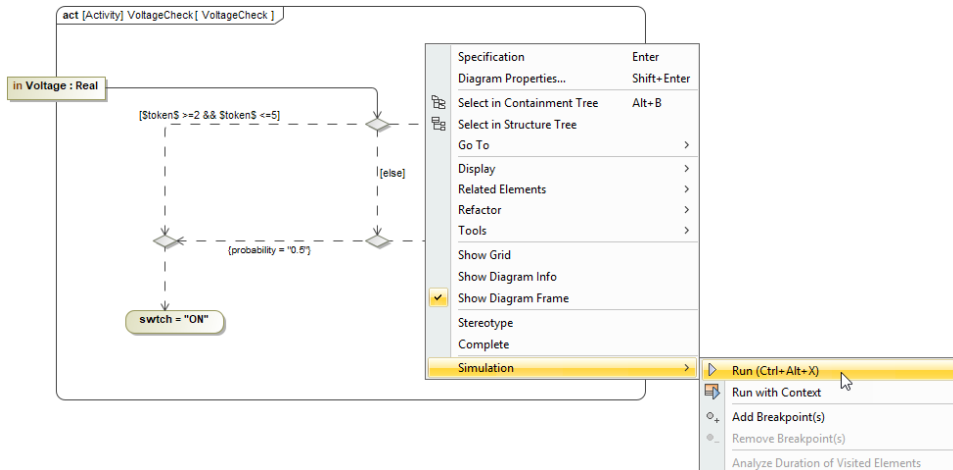 act [Activity] VoltageCheck [ VoltageCheck ]
in Voltage : Real
[$token$ >=2 && $token$ <=5]
[else]
{probability = "0.5"}
swtch = "ON"
Specification Enter
Diagram Properties... Shift+Enter
Select in Containment Tree Alt+B
Select in Structure Tree
Go To
Display
Related Elements
Refactor
Tools
Show Grid
Show Diagram Info
Show Diagram Frame
Stereotype
Complete
Simulation
Run (Ctrl+Alt+X)
Run with Context
Add Breakpoint(s)
Remove Breakpoint(s)
Analyze Duration of Visited Elements